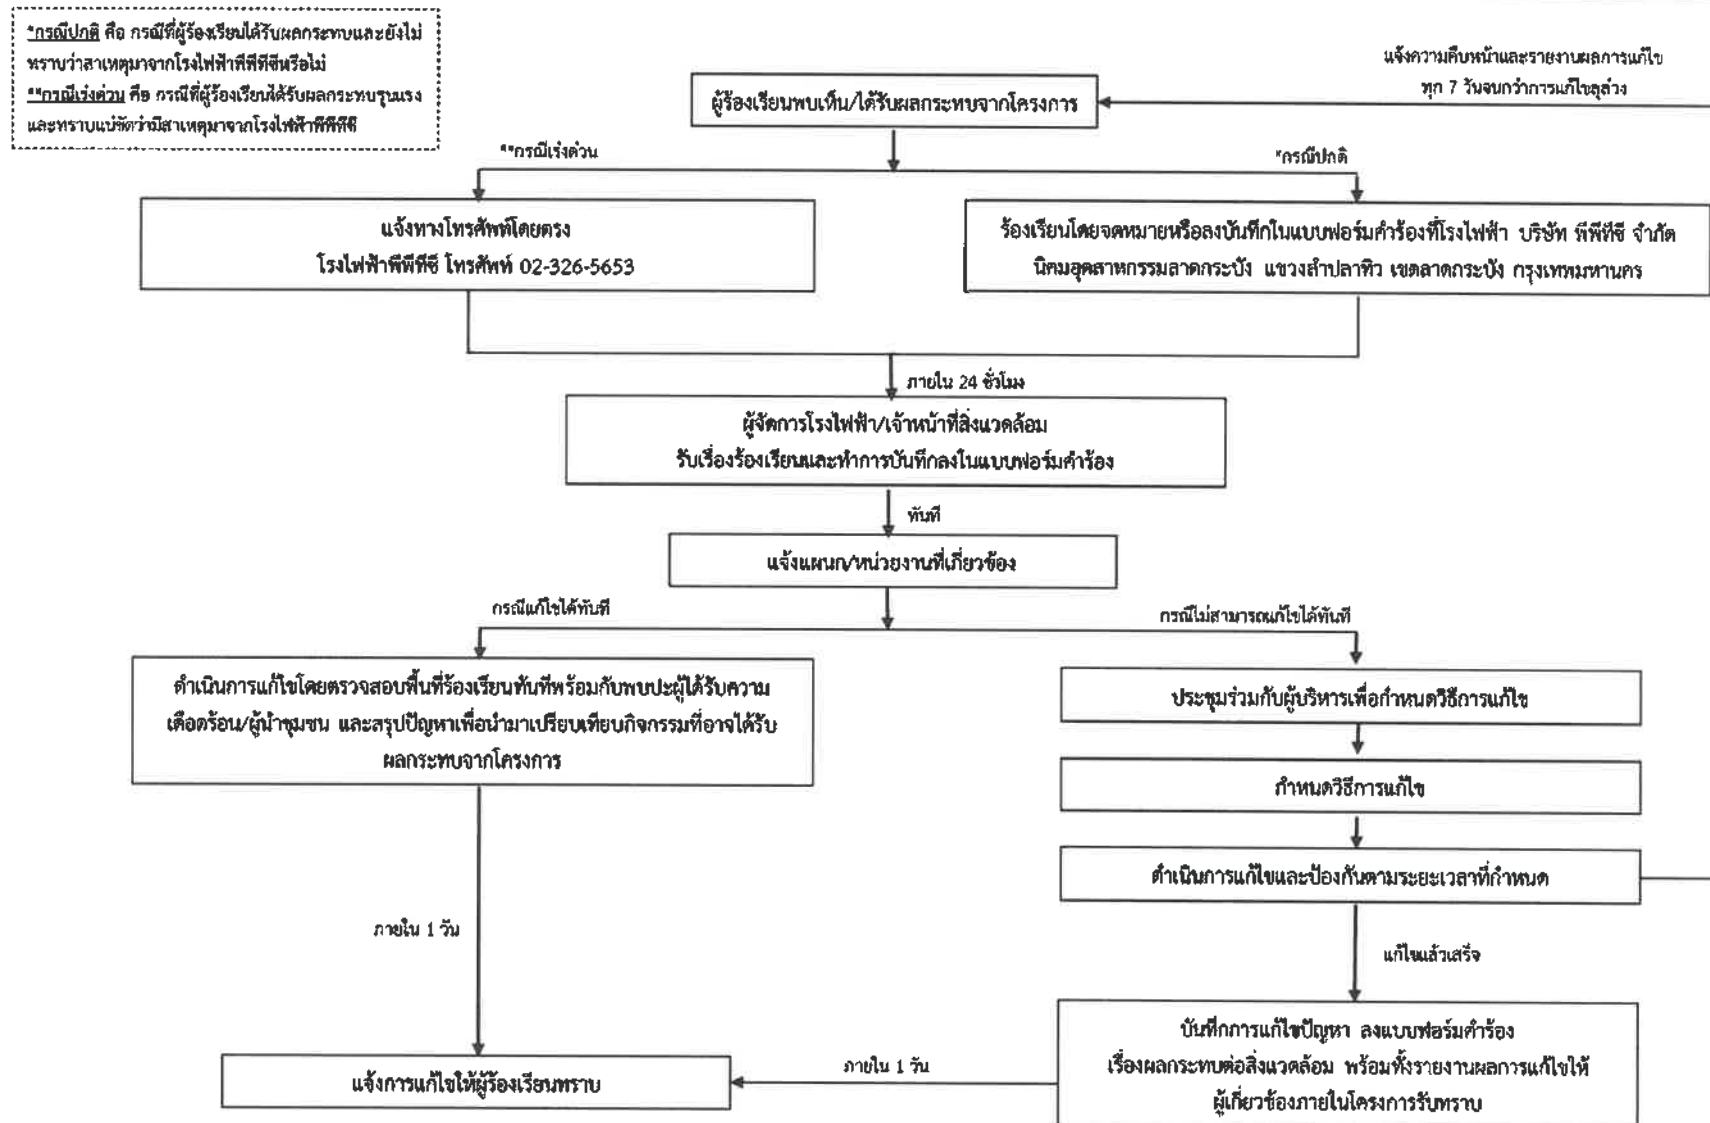 *กรณีปกติ คือ กรณีที่ผู้ร้องเรียนได้รับผลกระทบและยังไม่
ทราบว่าสาเหตุมาจากโรงไฟฟ้าพีพีทีซีหรือไม่
**กรณีเร่งด่วน คือ กรณีที่ผู้ร้องเรียนได้รับผลกระทบรุนแรง
และทราบแน่ชัดว่ามีสาเหตุมาจากโรงไฟฟ้าพีพีทีซี
แจ้งความคืบหน้าและรายงานผลการแก้ไข
ทุก 7 วันจนกว่าการแก้ไขลุล่วง
ผู้ร้องเรียนพบเห็น/ได้รับผลกระทบจากโครงการ
**กรณีเร่งด่วน
*กรณีปกติ
แจ้งทางโทรศัพท์โดยตรง
โรงไฟฟ้าพีพีทีซี โทรศัพท์ 02-326-5653
ร้องเรียนโดยจดหมายหรือลงบันทึกในแบบฟอร์มคำร้องที่โรงไฟฟ้า บริษัท พีพีทีซี จำกัด
นิคมอุตสาหกรรมลาดกระบัง แขวงลำปลาทิว เขตลาดกระบัง กรุงเทพมหานคร
ภายใน 24 ชั่วโมง
ผู้จัดการโรงไฟฟ้า/เจ้าหน้าที่สิ่งแวดล้อม
รับเรื่องร้องเรียนและทำการบันทึกลงในแบบฟอร์มคำร้อง
ทันที
แจ้งแผนก/หน่วยงานที่เกี่ยวข้อง
กรณีแก้ไขได้ทันที
กรณีไม่สามารถแก้ไขได้ทันที
ดำเนินการแก้ไขโดยตรวจสอบพื้นที่ร้องเรียนทันทีพร้อมกับพบปะผู้ได้รับความ
เดือดร้อน/ผู้นำชุมชน และสรุปปัญหาเพื่อนำมาเปรียบเทียบกิจกรรมที่อาจได้รับ
ผลกระทบจากโครงการ
ประชุมร่วมกับผู้บริหารเพื่อกำหนดวิธีการแก้ไข
กำหนดวิธีการแก้ไข
ดำเนินการแก้ไขและป้องกันตามระยะเวลาที่กำหนด
ภายใน 1 วัน
แก้ไขแล้วเสร็จ
บันทึกการแก้ไขปัญหา ลงแบบฟอร์มคำร้อง
เรื่องผลกระทบต่อสิ่งแวดล้อม พร้อมทั้งรายงานผลการแก้ไขให้
ผู้เกี่ยวข้องภายในโครงการรับทราบ
ภายใน 1 วัน
แจ้งการแก้ไขให้ผู้ร้องเรียนทราบ